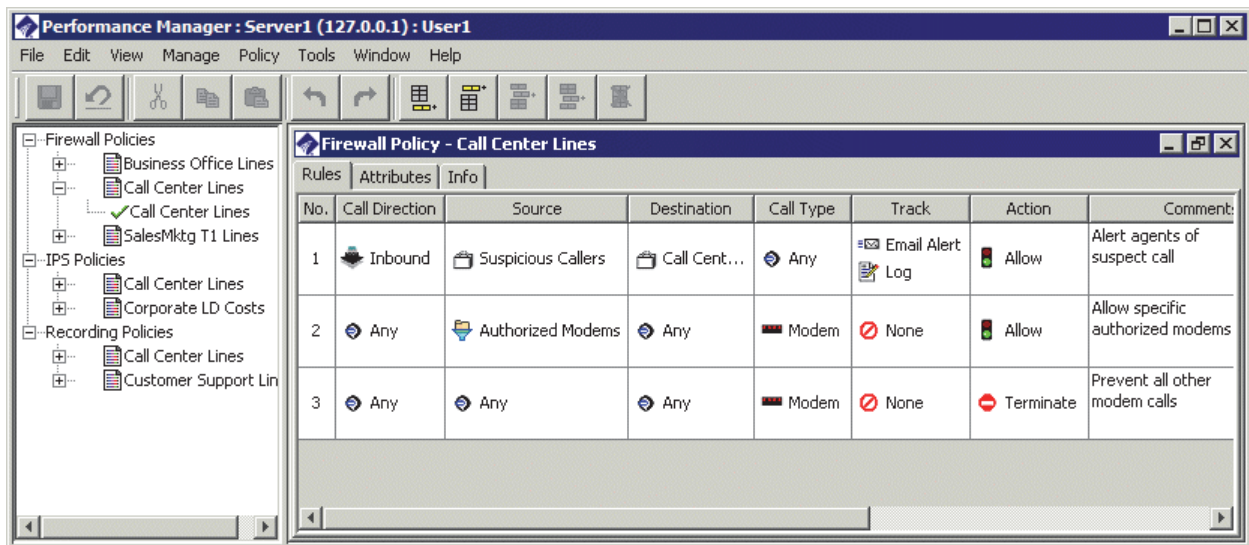 Performance Manager : Server1 (127.0.0.1) : User1
File Edit View Manage Policy Tools Window Help
Firewall Policies
Business Office Lines
Call Center Lines
Call Center Lines
SalesMktg T1 Lines
IPS Policies
Call Center Lines
Corporate LD Costs
Recording Policies
Call Center Lines
Customer Support Lin
Firewall Policy - Call Center Lines
Rules Attributes Info
No. Call Direction Source Destination Call Type Track Action Comment
1 Inbound Suspicious Callers Call Cent... Any Email Alert Allow Alert agents of
Log suspect call
2 Any Authorized Modems Any Modem None Allow Allow specific
authorized modems
3 Any Any Any Modem None Terminate Prevent all other
modem calls